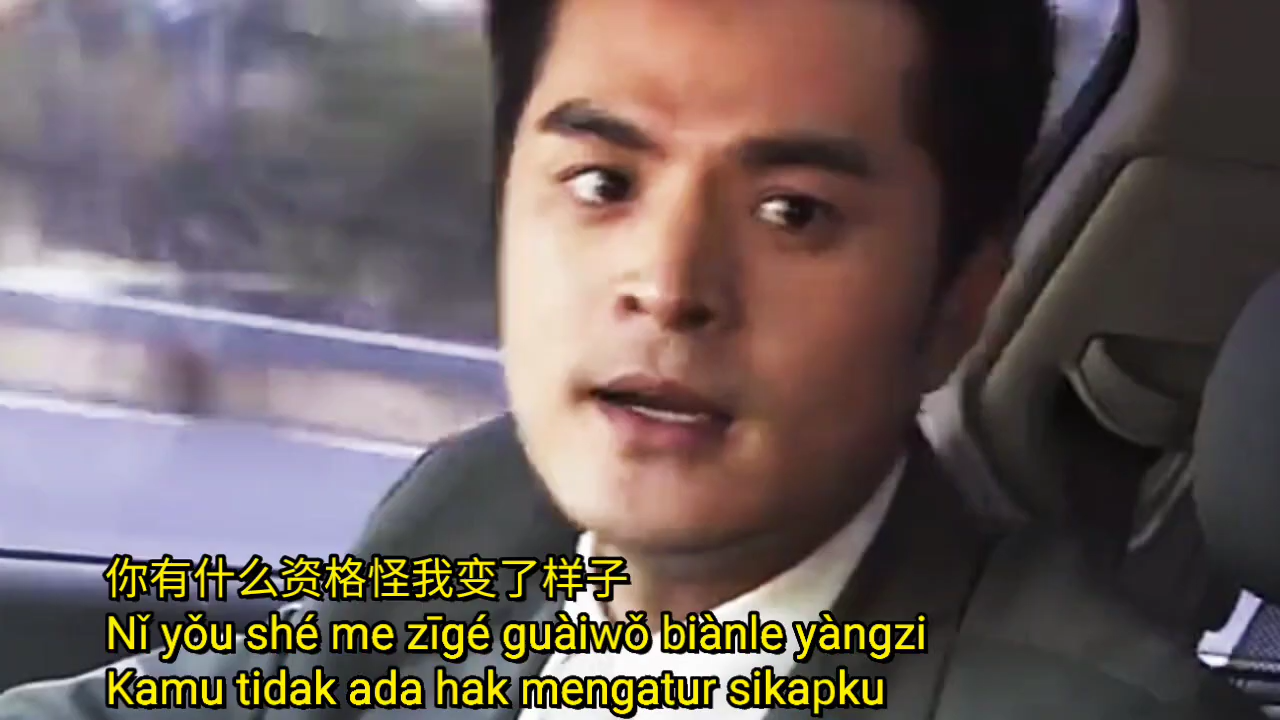 你有什么资格怪我变了样子
Nǐ yǒu shé me zīgé guàiwǒ biànle yàngzi
Kamu tidak ada hak mengatur sikapku